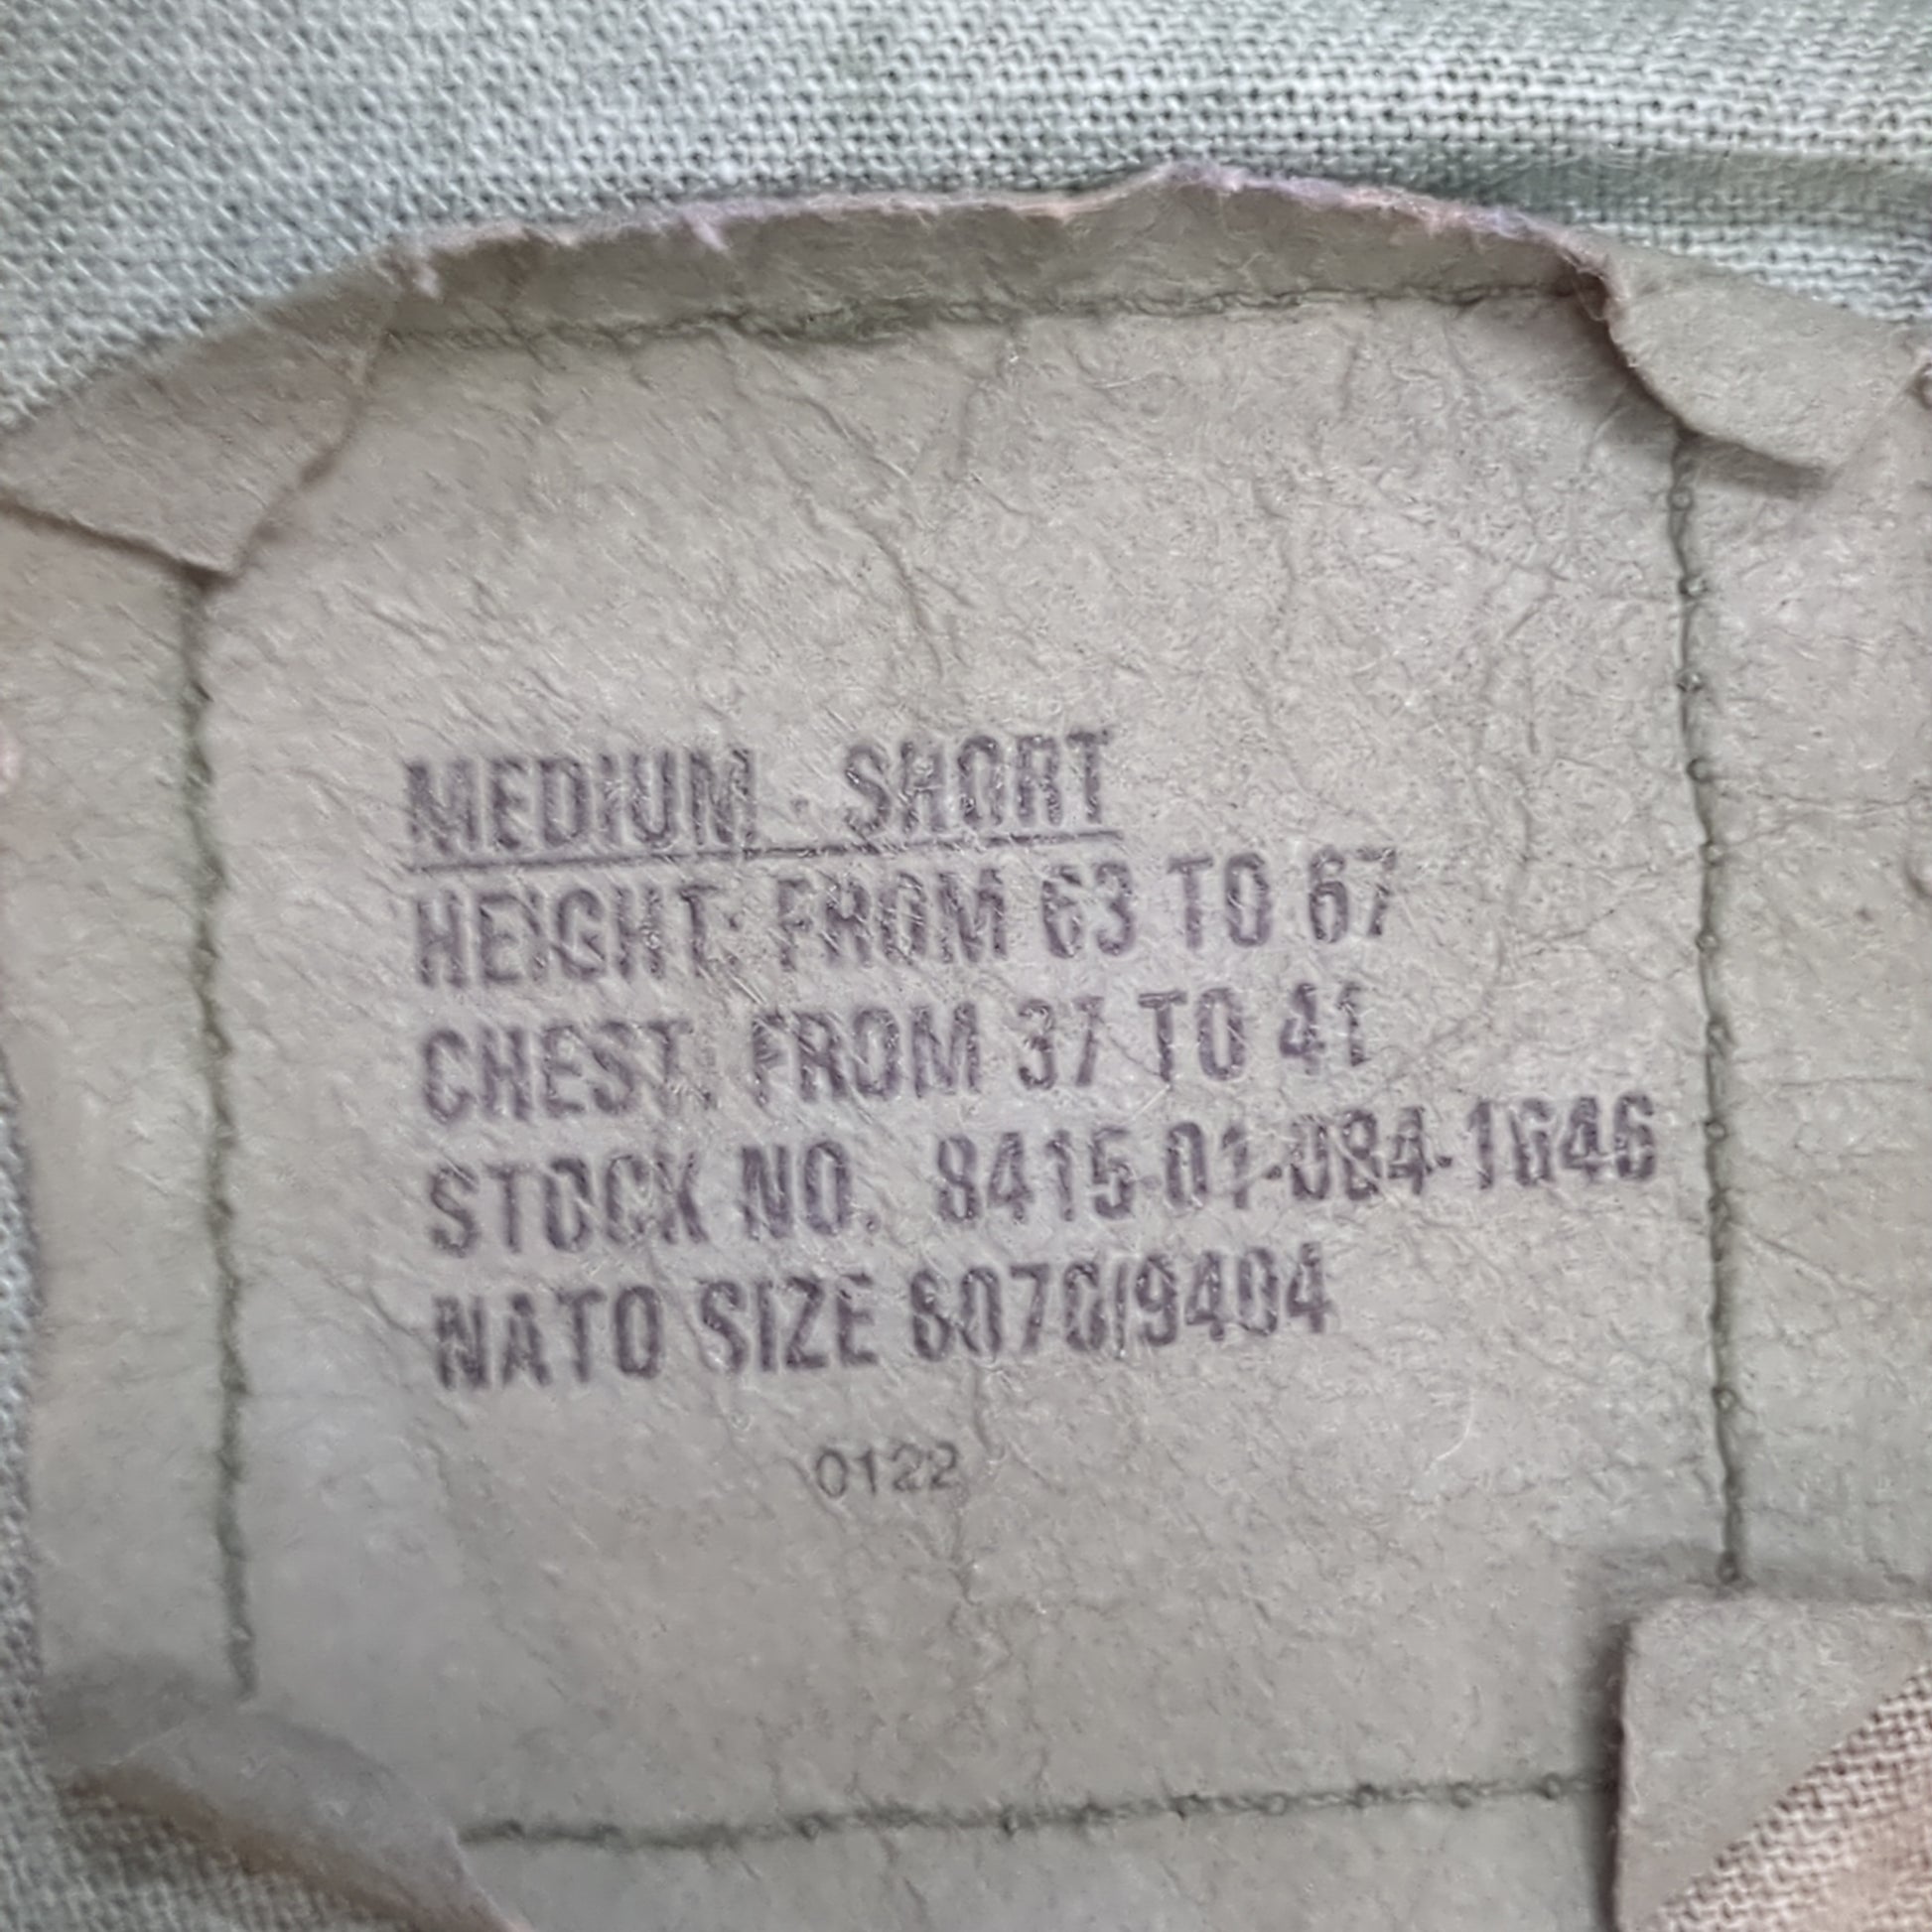 MEDIUM - SHORT
HEIGHT: FROM 63 TO 67
CHEST: FROM 37 TO 41
STOCK NO. 8415-01-084-1646
NATO SIZE 6070/9404
0122